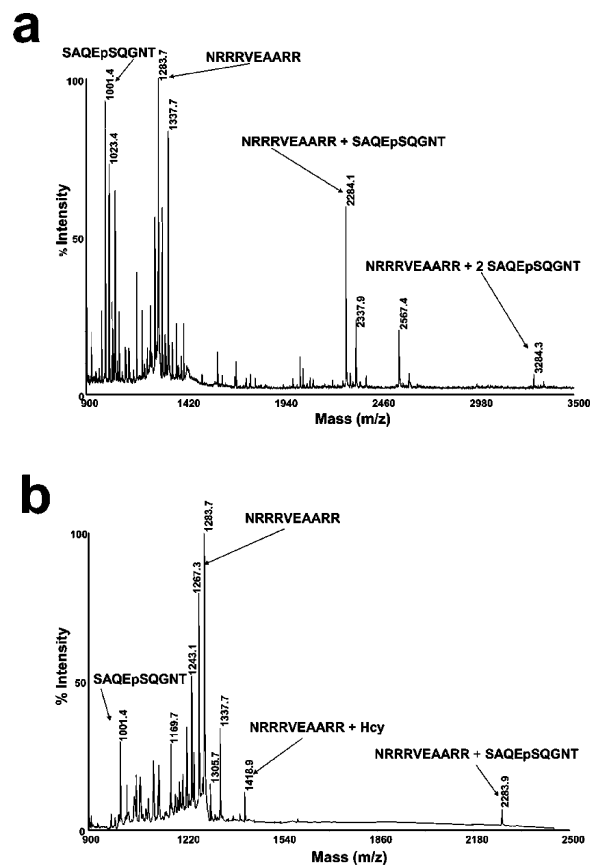 a
SAQEpSQGNT
NRRRVEAARR
1283.7
100
1001.4
1337.7
1023.4
NRRRVEAARR + SAQEpSQGNT
2284.1
% Intensity
50
NRRRVEAARR + 2 SAQEpSQGNT
2337.9
2567.4
3284.3
0
900
1420
1940
2460
2980
3500
Mass (m/z)
b
1283.7
NRRRVEAARR
100
1267.3
% Intensity
1243.1
50
SAQEpSQGNT
1001.4
1169.7
1337.7
NRRRVEAARR + Hcy
1305.7
1418.9
NRRRVEAARR + SAQEpSQGNT
2283.9
0
900
1220
1540
1860
2180
2500
Mass (m/z)